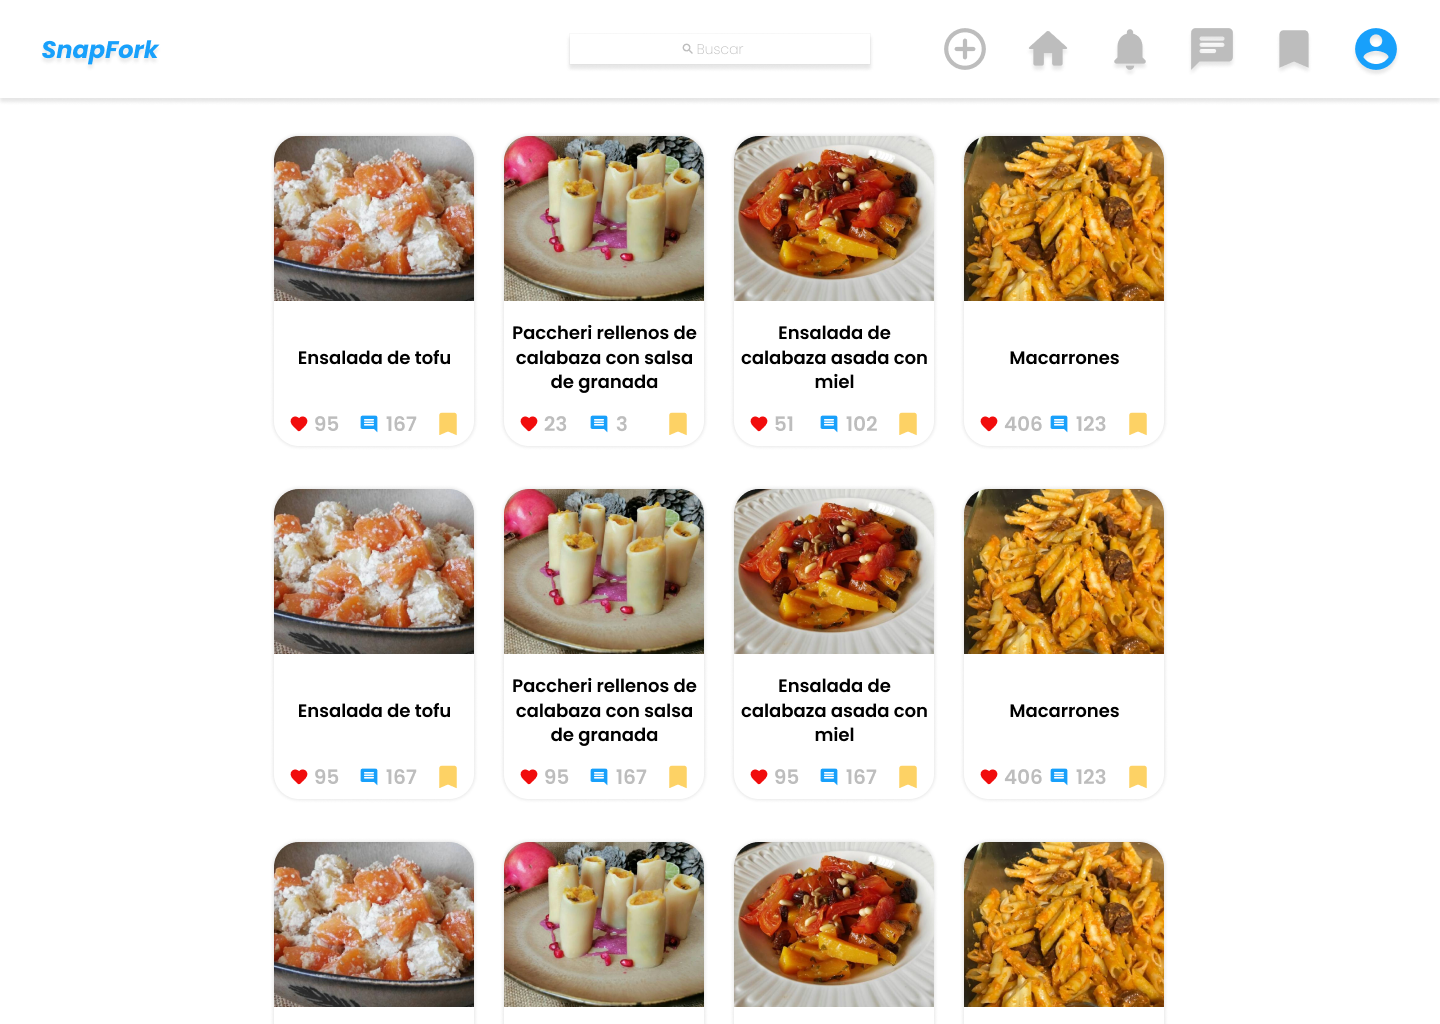 SnapFork
Buscar
Ensalada de tofu
95 167
Paccheri rellenos de
calabaza con salsa
de granada
23 3
Ensalada de
calabaza asada con
miel
51 102
Macarrones
406 123
Ensalada de tofu
95 167
Paccheri rellenos de
calabaza con salsa
de granada
95 167
Ensalada de
calabaza asada con
miel
95 167
Macarrones
406 123